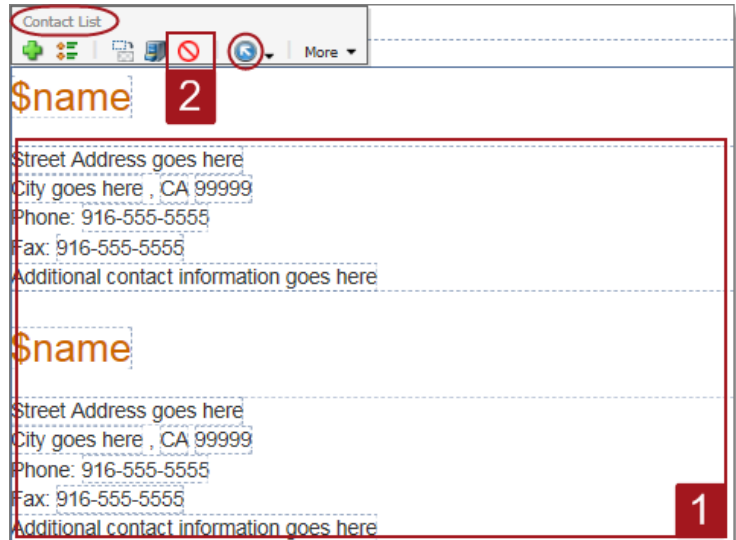 Contact List
More
2
$name
Street Address goes here
City goes here , CA 99999
Phone: 916-555-5555
Fax: 916-555-5555
Additional contact information goes here
$name
Street Address goes here
City goes here , CA 99999
Phone: 916-555-5555
Fax: 916-555-5555
1
Additional contact information goes here